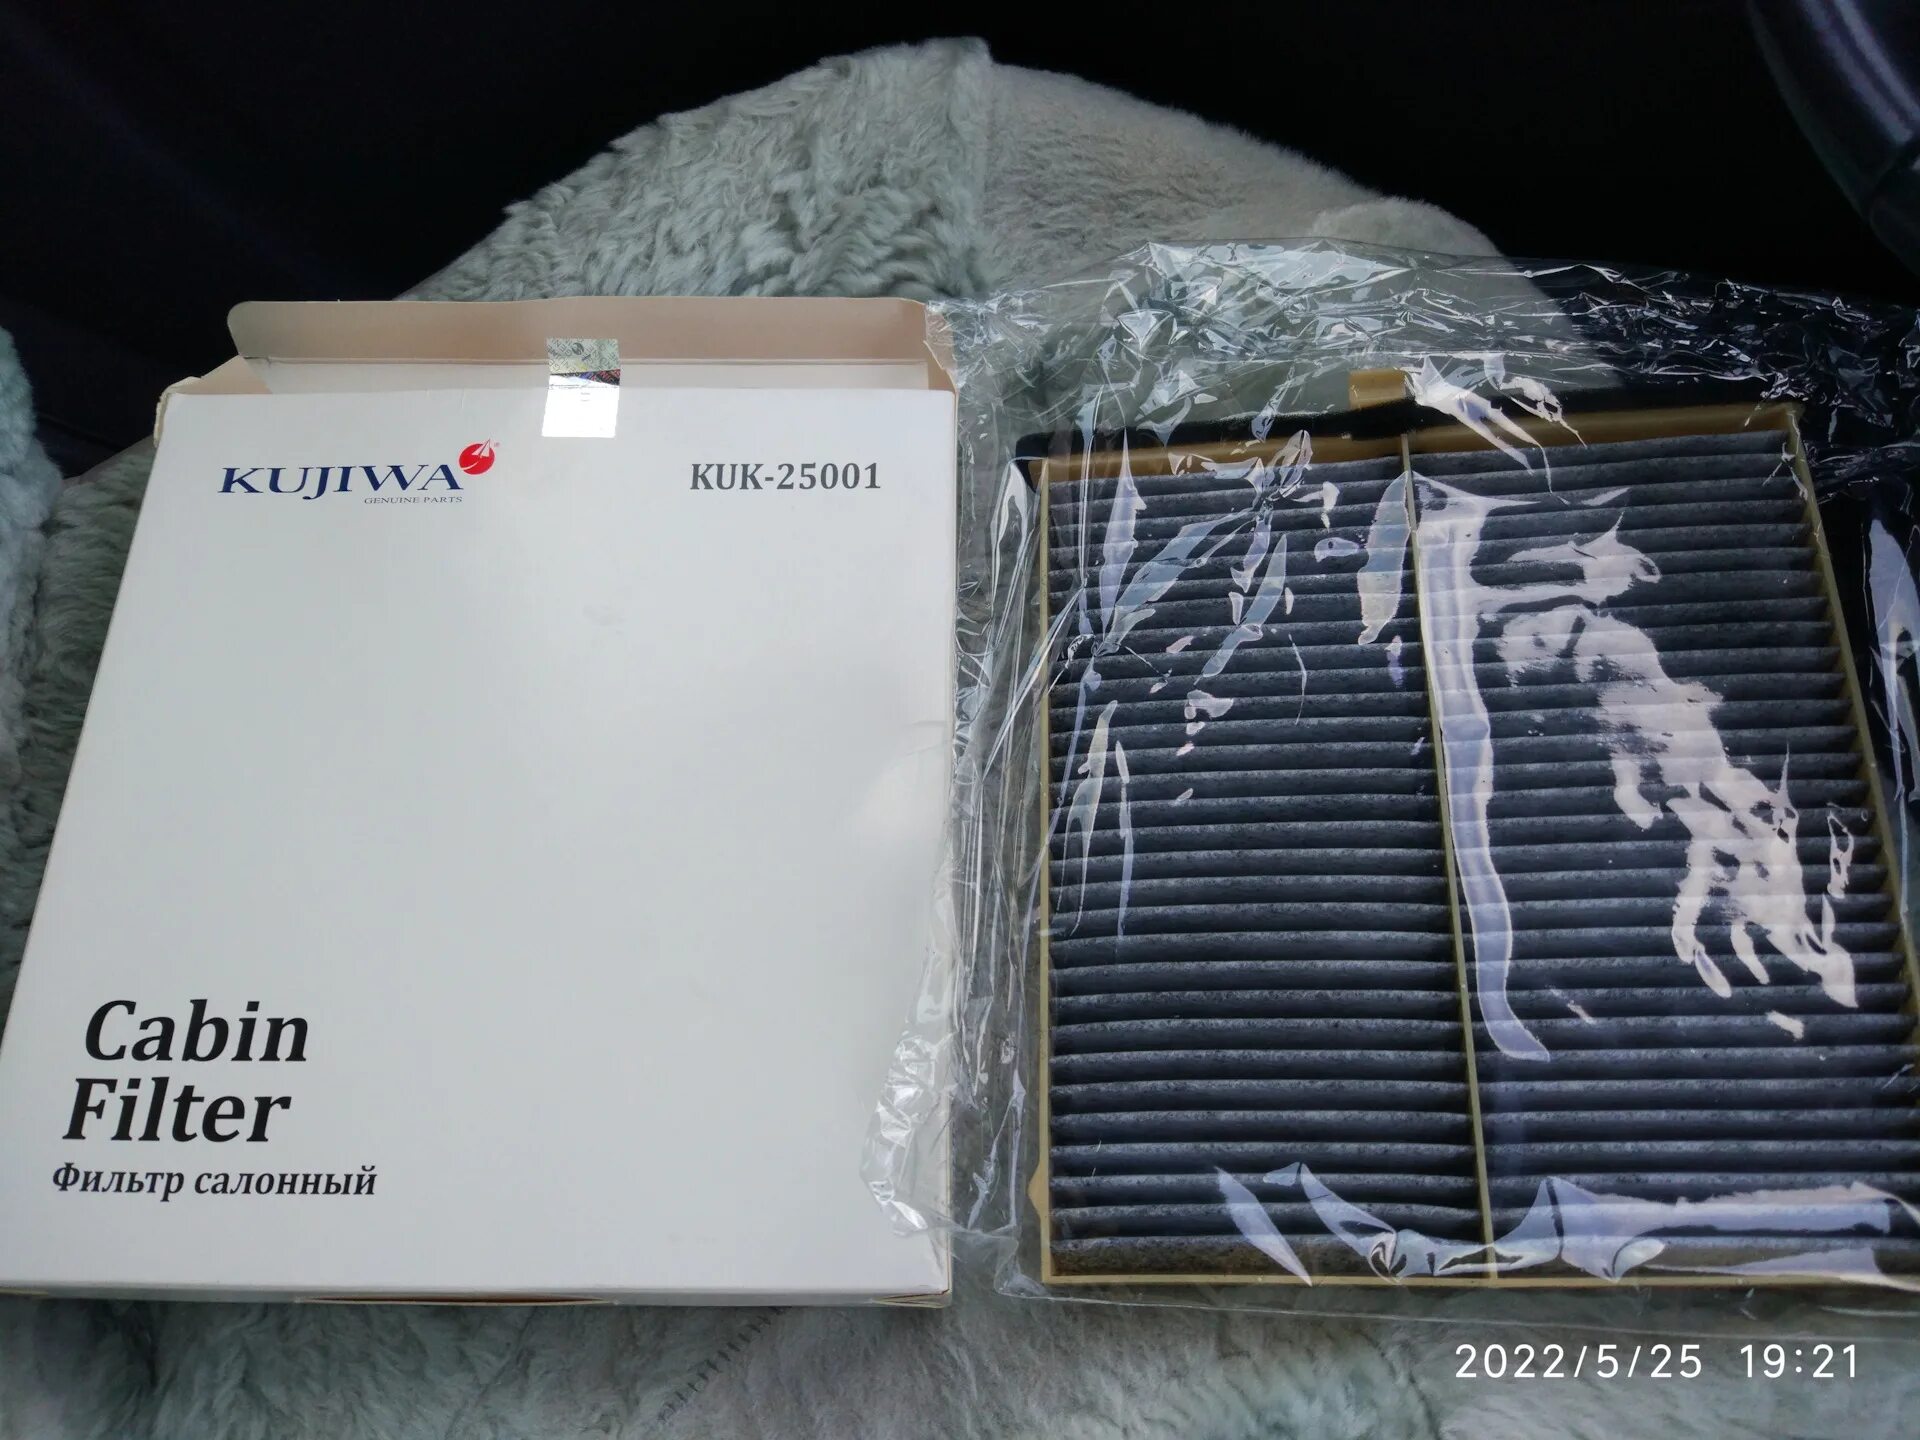 KUJIWA
GENUINE PARTS
KUK-25001
Cabin
Filter
Фильтр салонный
2022/5/25 19:21